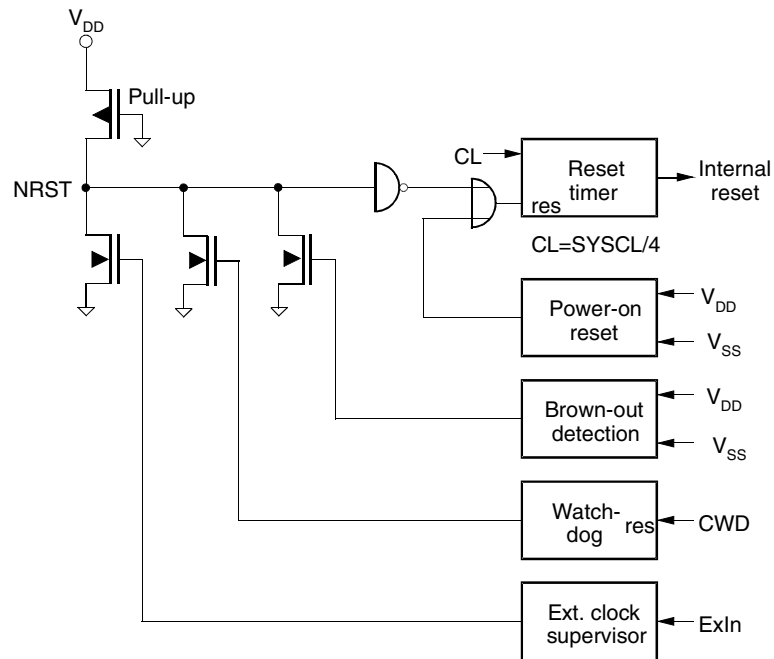 VDD
Pull-up
NRST
CL
Reset
timer
res
Internal
reset
CL=SYSCL/4
Power-on
reset
VDD
VSS
Brown-out
detection
VDD
VSS
Watch-
dog
res
CWD
Ext. clock
supervisor
ExIn